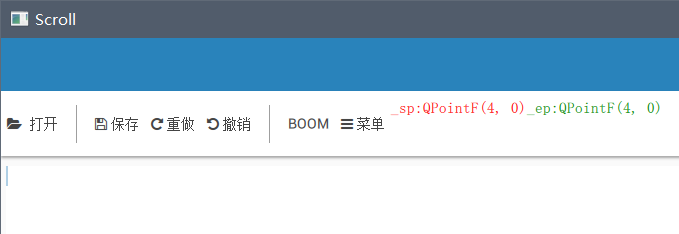 Scroll
打开 保存 重做 撤销 BOOM 菜单 _sp:QPointF(4, 0)_ep:QPointF(4, 0)